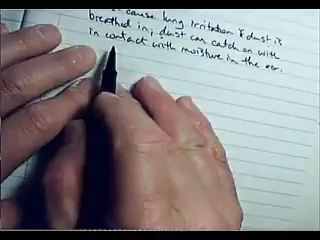 cause lung irritation if dust is
breathed in, dust can catch on with
in contact with moisture in the air.